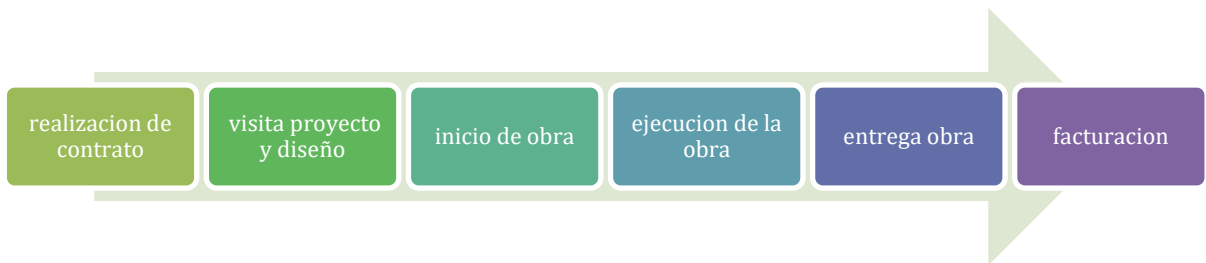 realizacion de
contrato
visita proyecto
y diseño
inicio de obra
ejecucion de la
obra
entrega obra
facturacion